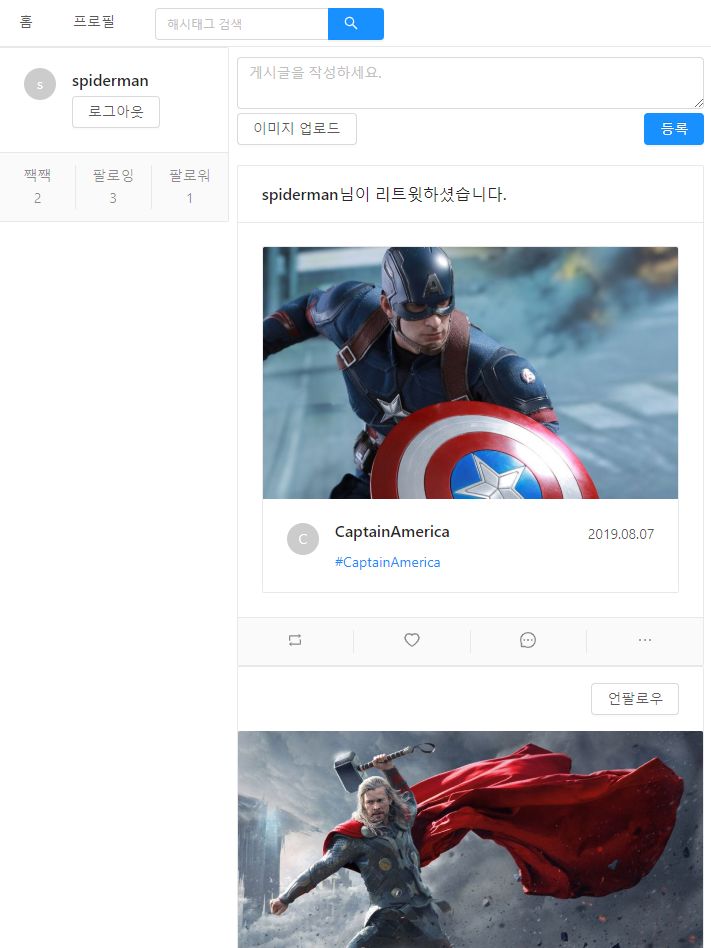 홈 프로필 해시태그 검색
s
spiderman
로그아웃
짹짹 팔로잉 팔로워
2 3 1
게시글을 작성하세요.
이미지 업로드 등록
spiderman님이 리트윗하셨습니다.
A
C
CaptainAmerica 2019.08.07
#CaptainAmerica
언팔로우